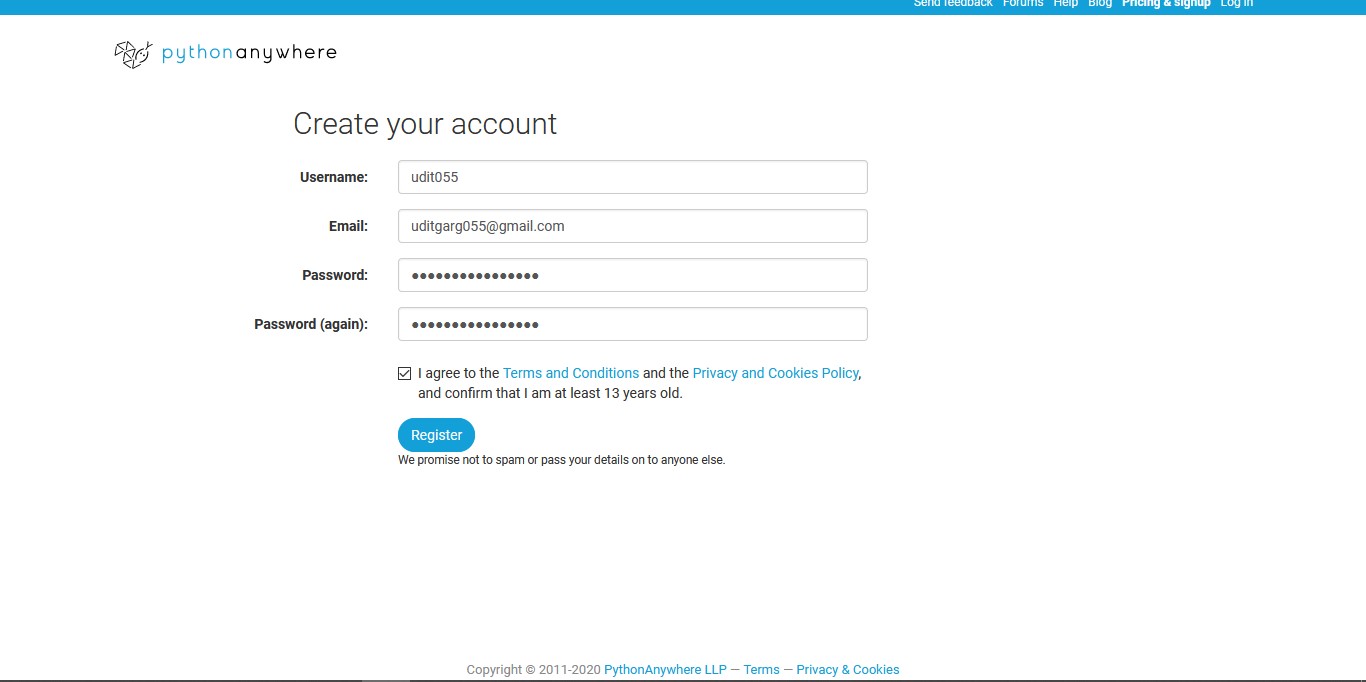 Send feedback Forums Help Blog Pricing & signup Log in
pythonanywhere
Create your account
Username: udit055
Email: uditgarg055@gmail.com
Password: ●●●●●●●●●●●●●●●●
Password (again): ●●●●●●●●●●●●●●●●
I agree to the Terms and Conditions and the Privacy and Cookies Policy,
and confirm that I am at least 13 years old.
Register
We promise not to spam or pass your details on to anyone else.
Copyright © 2011-2020 PythonAnywhere LLP — Terms — Privacy & Cookies